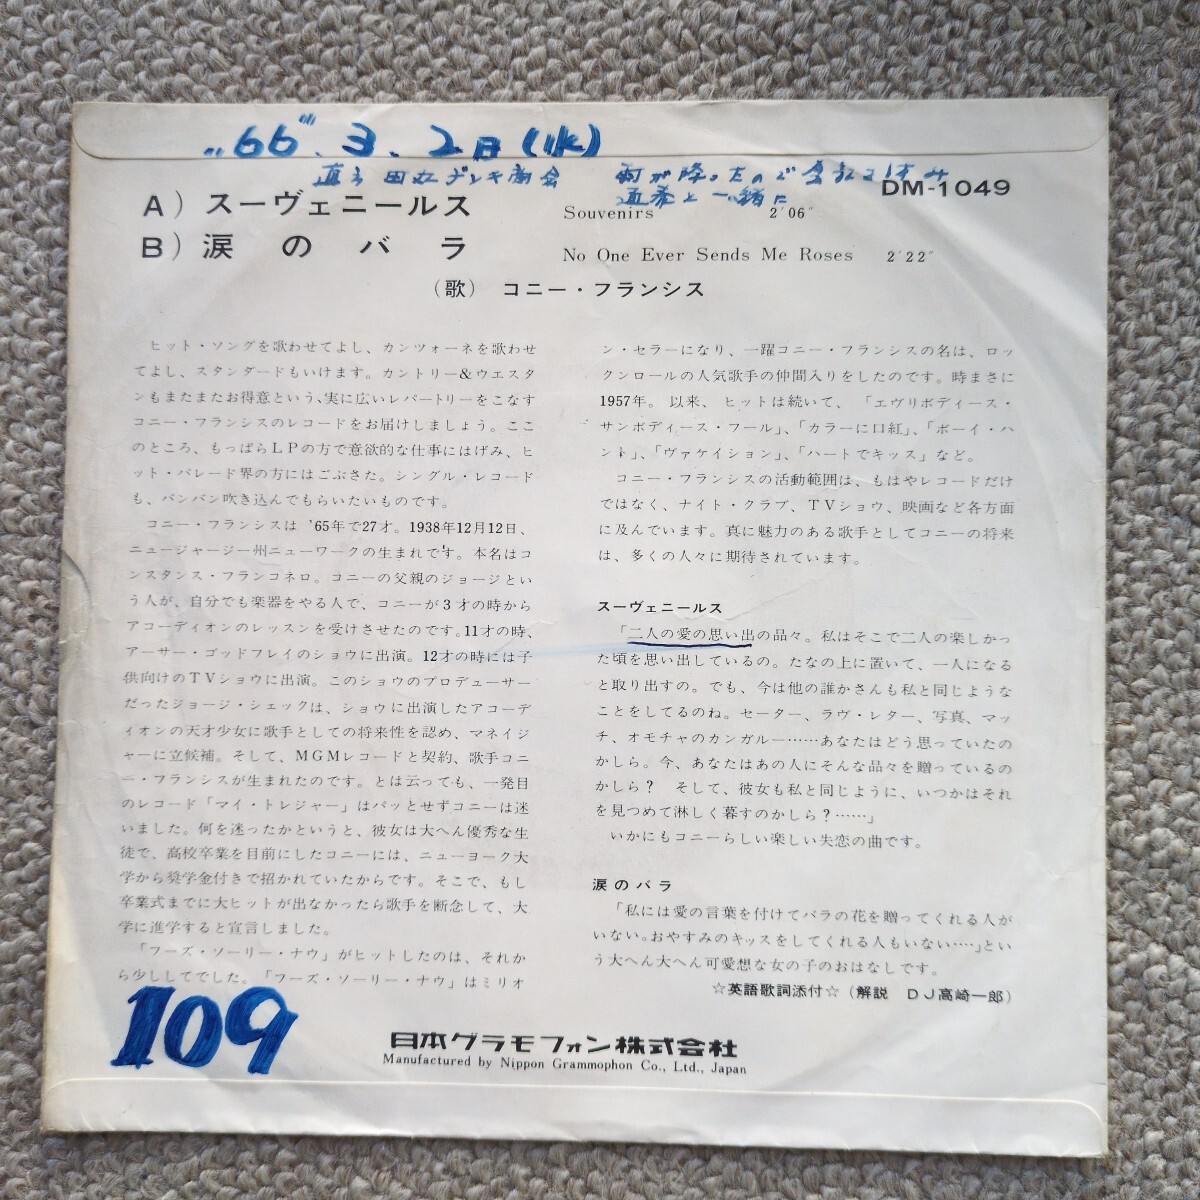 "66". 3. 2日(水)
田丸デンキ商会 雨が降ったので
一緒に
DM-1049
A) スーヴェニールス Souvenirs 2'06"
B) 涙のバラ No One Ever Sends Me Roses 2'22"
(歌) コニー・フランシス
ヒット・ソングを歌わせてよし、カンツォーネを歌わせ
てよし、スタンダードもいけます。カントリー&ウエスタ
ンもまたまたお得意という、実に広いレパートリーをこなす
コニー・フランシスのレコードをお届けしましょう。ここ
のところ、もっぱらLPの方で意欲的な仕事にはげみ、ヒ
ット・パレード界の方にはごぶさた。シングル・レコード
も、バンバン吹き込んでもらいたいものです。
コニー・フランシスは '65年で27才。1938年12月12日、
ニュージャージー州ニューワークの生まれです。本名はコ
ンスタンス・フランコネロ。コニーの父親のジョージとい
う人が、自分でも楽器をやる人で、コニーが3才の時から
アコーディオンのレッスンを受けさせたのです。11才の時、
アーサー・ゴッドフレイのショウに出演。12才の時には子
供向けのTVショウに出演。このショウのプロデューサー
だったジョージ・シェックは、ショウに出演したアコーデ
ィオンの天才少女に歌手としての将来性を認め、マネイジ
ャーに立候補。そして、MGMレコードと契約、歌手コニ
ー・フランシスが生まれたのです。とは云っても、一発目
のレコード「マイ・トレジャー」はパッとせずコニーは迷
いました。何を迷ったかというと、彼女は大へん優秀な生
徒で、高校卒業を目前にしたコニーには、ニューヨーク大
学から奨学金付きで招かれていたからです。そこで、もし
卒業式までに大ヒットが出なかったら歌手を断念して、大
学に進学すると宣言しました。
「フーズ・ソーリー・ナウ」がヒットしたのは、それか
ら少ししてでした。「フーズ・ソーリー・ナウ」はミリオ
ン・セラーになり、一躍コニー・フランシスの名は、ロッ
クンロールの人気歌手の仲間入りをしたのです。時まさに
1957年。以来、ヒットは続いて、「エヴリボディース・
サンボディース・フール」、「カラーに口紅」、「ボーイ・ハ
ント」、「ヴァケイション」、「ハートでキッス」など。
コニー・フランシスの活動範囲は、もはやレコードだけ
ではなく、ナイト・クラブ、TVショウ、映画など各方面
に及んでいます。真に魅力のある歌手としてコニーの将来
は、多くの人々に期待されています。
スーヴェニールス
「二人の愛の思い出の品々。私はそこで二人の楽しかっ
た頃を思い出しているの。たなの上に置いて、一人になる
と取り出すの。でも、今は他の誰かさんも私と同じような
ことをしてるのね。セーター、ラヴ・レター、写真、マッ
チ、オモチャのカンガルー……あなたはどう思っていたの
かしら。今、あなたはあの人にそんな品々を贈っているの
かしら? そして、彼女も私と同じように、いつかはそれ
を見つめて淋しく暮すのかしら?……」
いかにもコニーらしい楽しい失恋の曲です。
涙のバラ
「私には愛の言葉を付けてバラの花を贈ってくれる人が
いない。おやすみのキッスをしてくれる人もいない‥‥」とい
う大へん大へん可愛想な女の子のおはなしです。
☆英語歌詞添付☆ (解説 DJ高崎一郎)
109
日本グラモフォン株式会社
Manufactured by Nippon Grammophon Co., Ltd., Japan